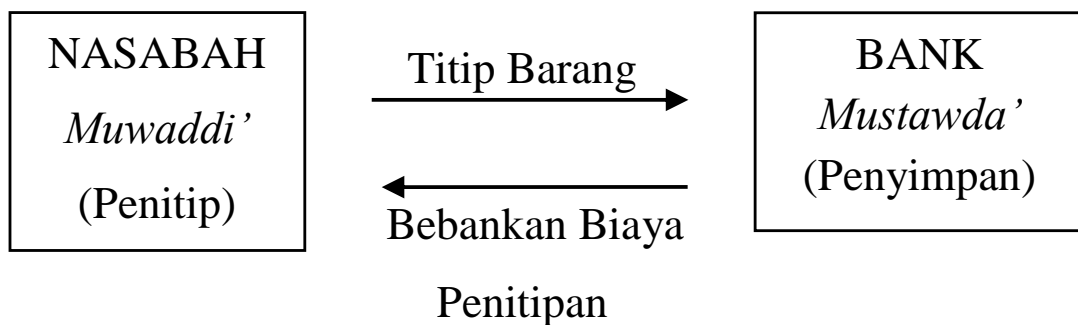 NASABAH
Muwaddi’
(Penitip)
Titip Barang
Bebankan Biaya
Penitipan
BANK
Mustawda’
(Penyimpan)